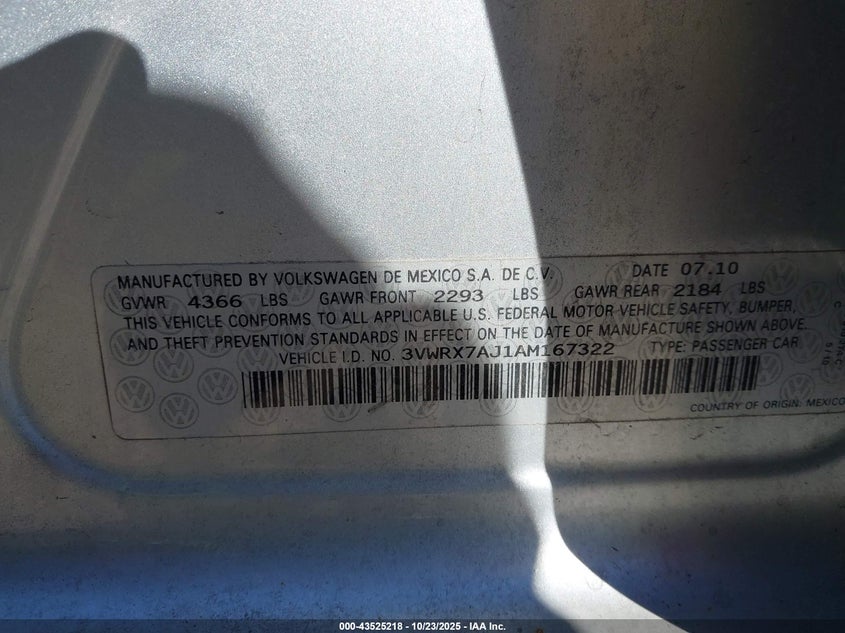 MANUFACTURED BY VOLKSWAGEN DE MEXICO S.A. DE C.V. DATE 07.10
GVWR 4366 LBS GAWR FRONT 2293 LBS GAWR REAR 2184 LBS
THIS VEHICLE CONFORMS TO ALL APPLICABLE U.S. FEDERAL MOTOR VEHICLE SAFETY, BUMPER,
AND THEFT PREVENTION STANDARDS IN EFFECT ON THE DATE OF MANUFACTURE SHOWN ABOVE.
VEHICLE I.D. NO. 3VWRX7AJ1AM167322 TYPE: PASSENGER CAR
COUNTRY OF ORIGIN: MEXICO
000-43525218 - 10/23/2025 - IAA Inc.